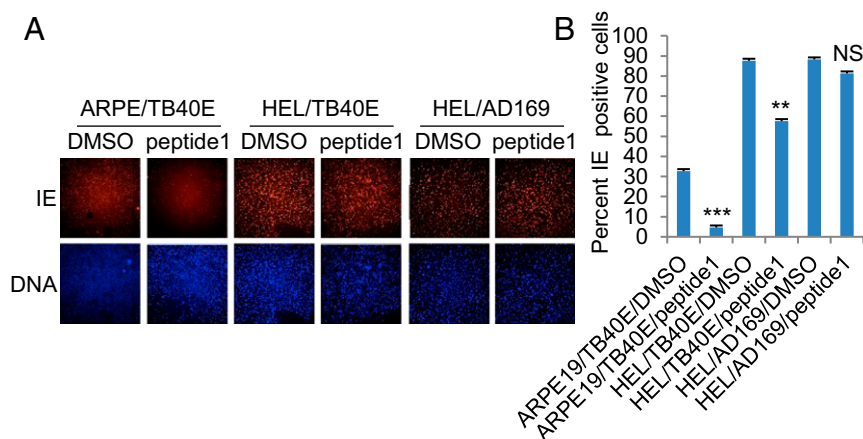 A
ARPE/TB40E HEL/TB40E HEL/AD169
DMSO peptide1 DMSO peptide1 DMSO peptide1
IE
DNA
B
Percent IE positive cells
100
90
80
70
60
50
40
30
20
10
0
***
**
NS
ARPE19/TB40E/DMSO
ARPE19/TB40E/peptide1
HEL/TB40E/DMSO
HEL/TB40E/peptide1
HEL/AD169/DMSO
HEL/AD169/peptide1